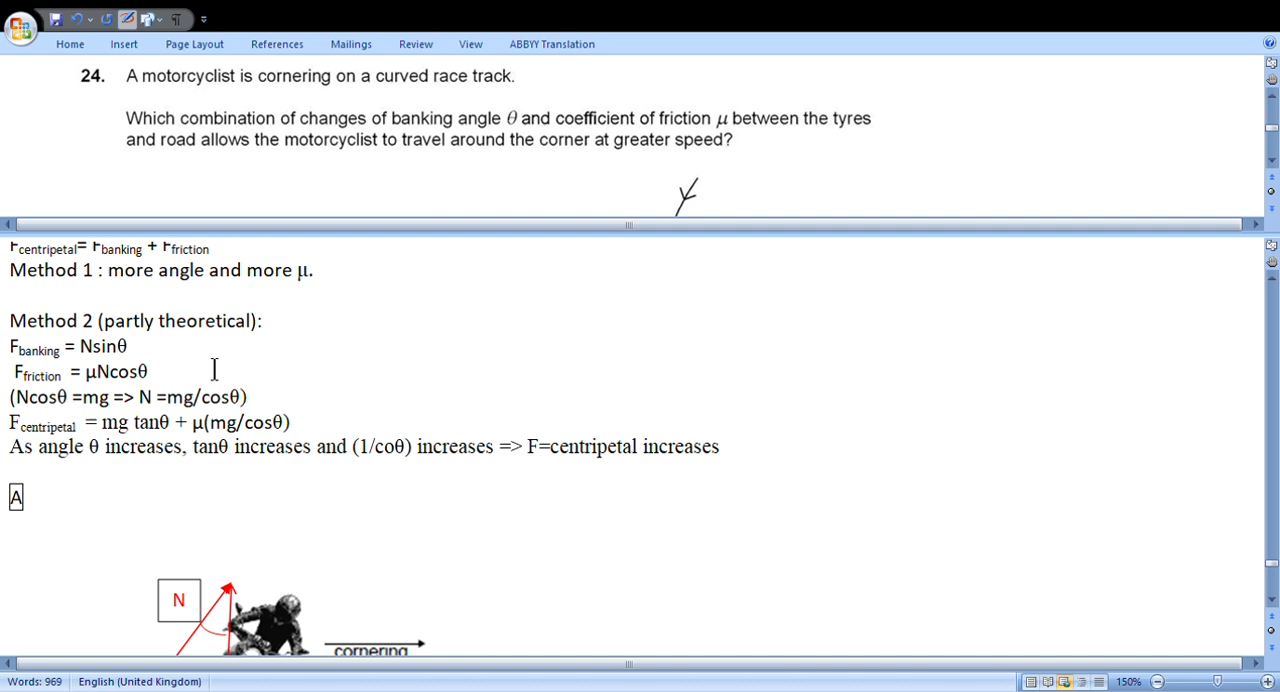 Home Insert Page Layout References Mailings Review View ABBYY Translation
24. A motorcyclist is cornering on a curved race track.
Which combination of changes of banking angle θ and coefficient of friction μ between the tyres
and road allows the motorcyclist to travel around the corner at greater speed?
Fcentripetal= Fbanking + Ffriction
Method 1 : more angle and more μ.
Method 2 (partly theoretical):
Fbanking = Nsinθ
Ffriction = μNcosθ
(Ncosθ =mg => N =mg/cosθ)
Fcentripetal = mg tanθ + μ(mg/cosθ)
As angle θ increases, tanθ increases and (1/coθ) increases => F=centripetal increases
A
N
cornering
Words: 969 English (United Kingdom) 150%